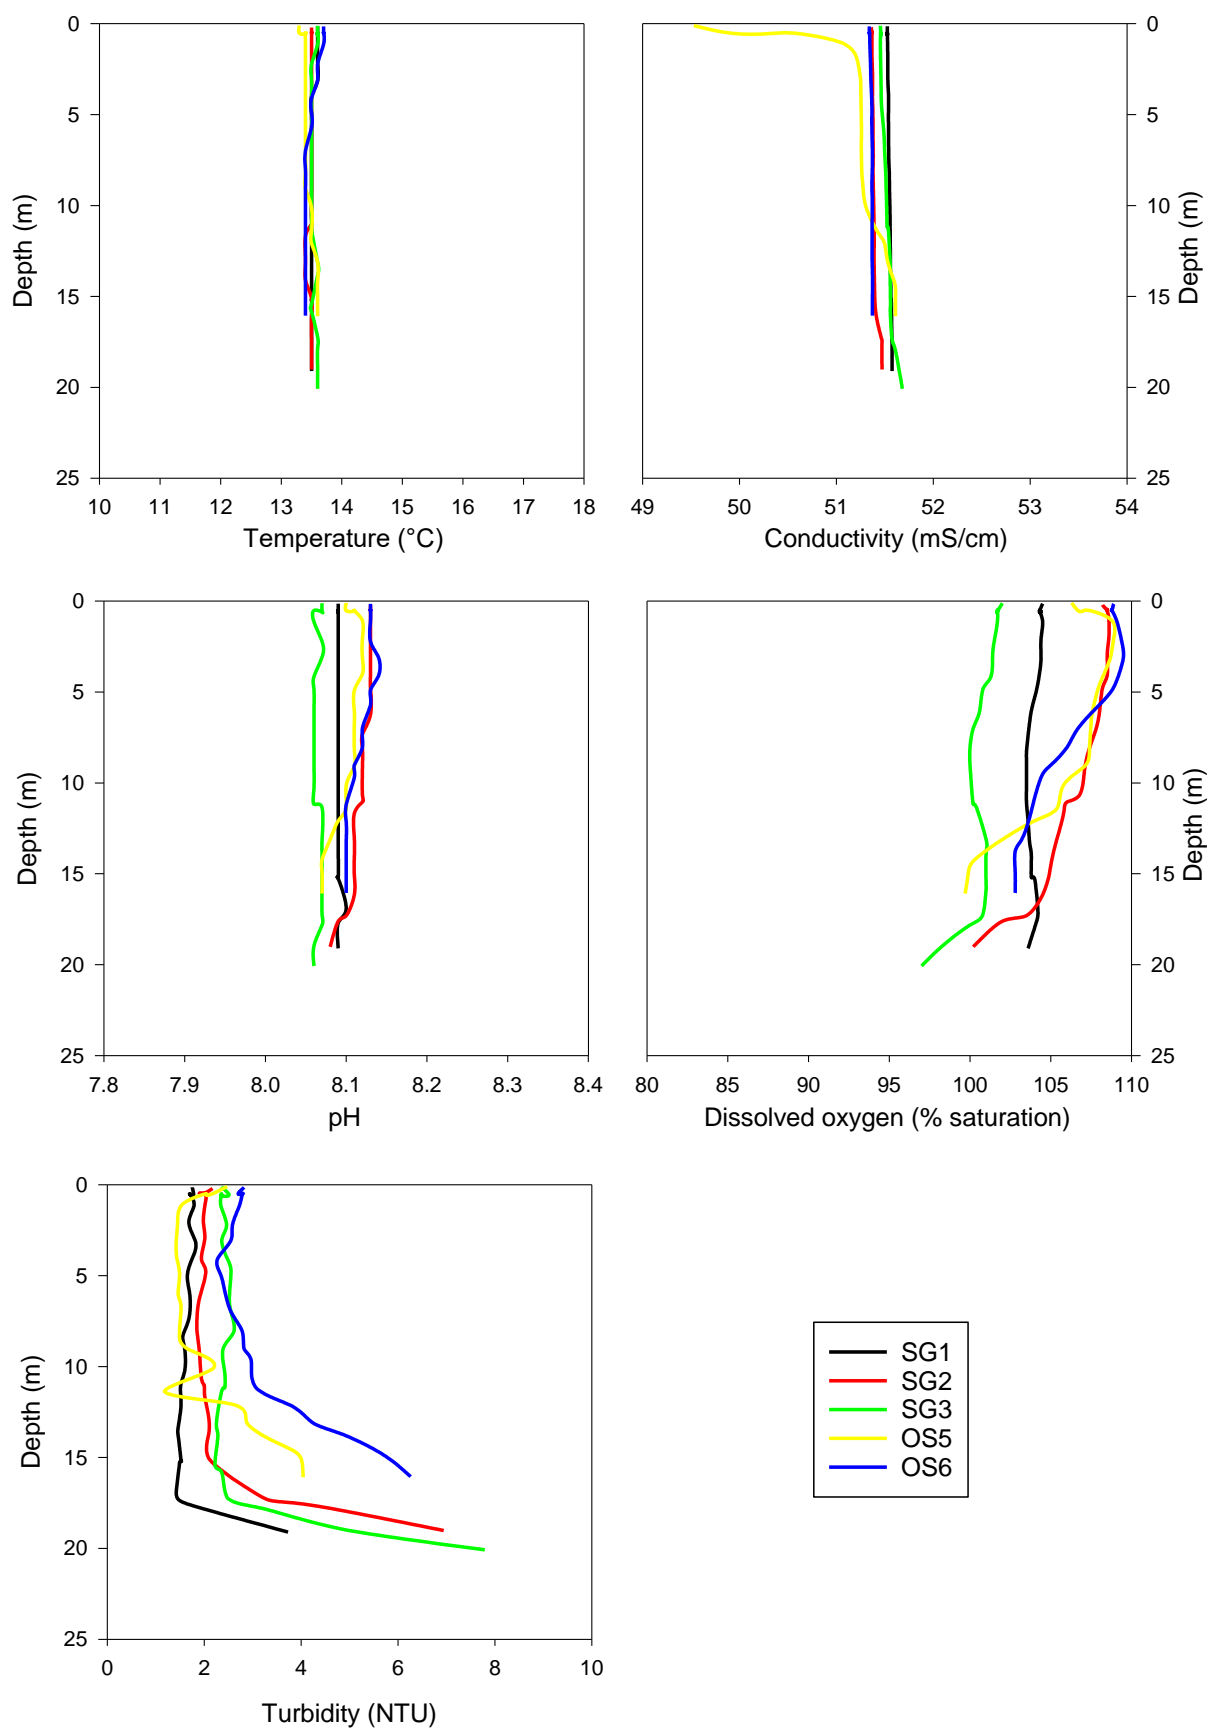 0
5
10
15
20
25
Depth (m)
10 11 12 13 14 15 16 17 18
Temperature (°C)
0
5
10
15
20
25
Depth (m)
49 50 51 52 53 54
Conductivity (mS/cm)
0
5
10
15
20
25
Depth (m)
7.8 7.9 8.0 8.1 8.2 8.3 8.4
pH
0
5
10
15
20
25
Depth (m)
80 85 90 95 100 105 110
Dissolved oxygen (% saturation)
0
5
10
15
20
25
Depth (m)
0 2 4 6 8 10
Turbidity (NTU)
SG1
SG2
SG3
OS5
OS6